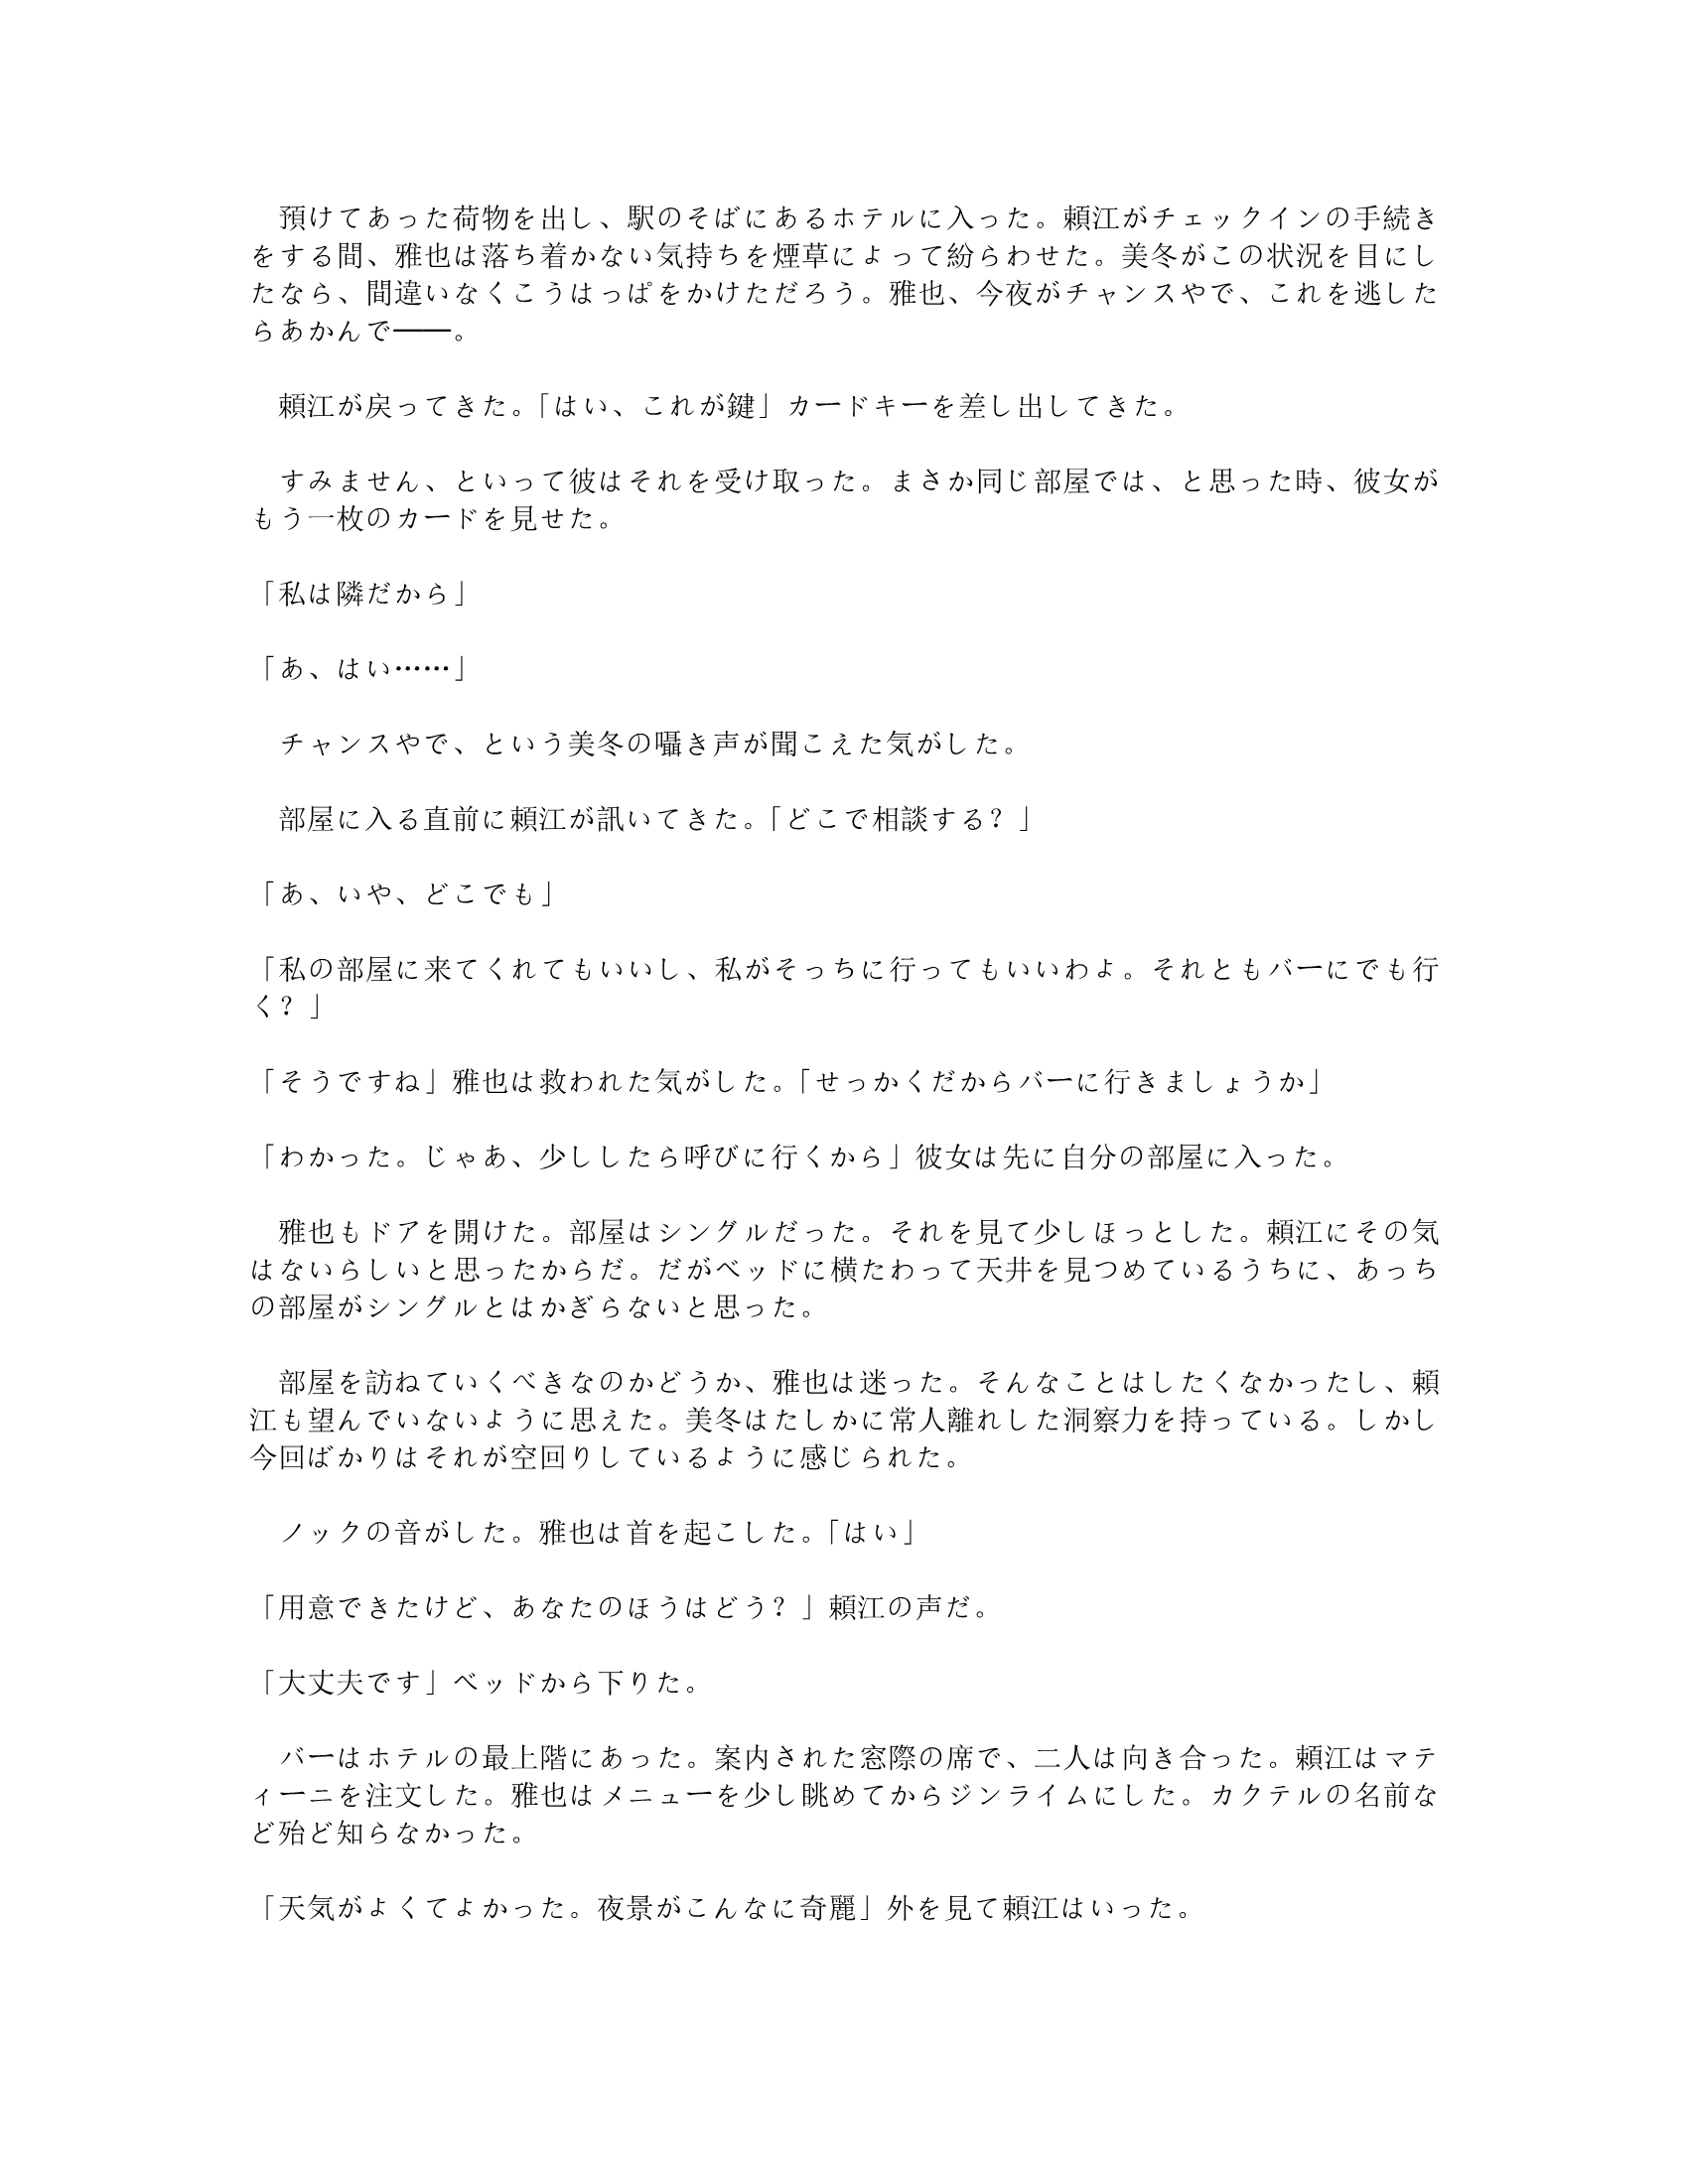 預けてあった荷物を出し、駅のそばにあるホテルに入った。頼江がチェックインの手続き
をする間、雅也は落ち着かない気持ちを煙草によって紛らわせた。美冬がこの状況を目にし
たなら、間違いなくこうはっぱをかけただろう。雅也、今夜がチャンスやで、これを逃した
らあかんで――。
　頼江が戻ってきた。「はい、これが鍵」カードキーを差し出してきた。
　すみません、といって彼はそれを受け取った。まさか同じ部屋では、と思った時、彼女が
もう一枚のカードを見せた。
「私は隣だから」
「あ、はい……」
　チャンスやで、という美冬の囁き声が聞こえた気がした。
　部屋に入る直前に頼江が訊いてきた。「どこで相談する？」
「あ、いや、どこでも」
「私の部屋に来てくれてもいいし、私がそっちに行ってもいいわよ。それともバーにでも行
く？」
「そうですね」雅也は救われた気がした。「せっかくだからバーに行きましょうか」
「わかった。じゃあ、少ししたら呼びに行くから」彼女は先に自分の部屋に入った。
　雅也もドアを開けた。部屋はシングルだった。それを見て少しほっとした。頼江にその気
はないらしいと思ったからだ。だがベッドに横たわって天井を見つめているうちに、あっち
の部屋がシングルとはかぎらないと思った。
　部屋を訪ねていくべきなのかどうか、雅也は迷った。そんなことはしたくなかったし、頼
江も望んでいないように思えた。美冬はたしかに常人離れした洞察力を持っている。しかし
今回ばかりはそれが空回りしているように感じられた。
　ノックの音がした。雅也は首を起こした。「はい」
「用意できたけど、あなたのほうはどう？」頼江の声だ。
「大丈夫です」ベッドから下りた。
　バーはホテルの最上階にあった。案内された窓際の席で、二人は向き合った。頼江はマテ
ィーニを注文した。雅也はメニューを少し眺めてからジンライムにした。カクテルの名前な
ど殆ど知らなかった。
「天気がよくてよかった。夜景がこんなに奇麗」外を見て頼江はいった。